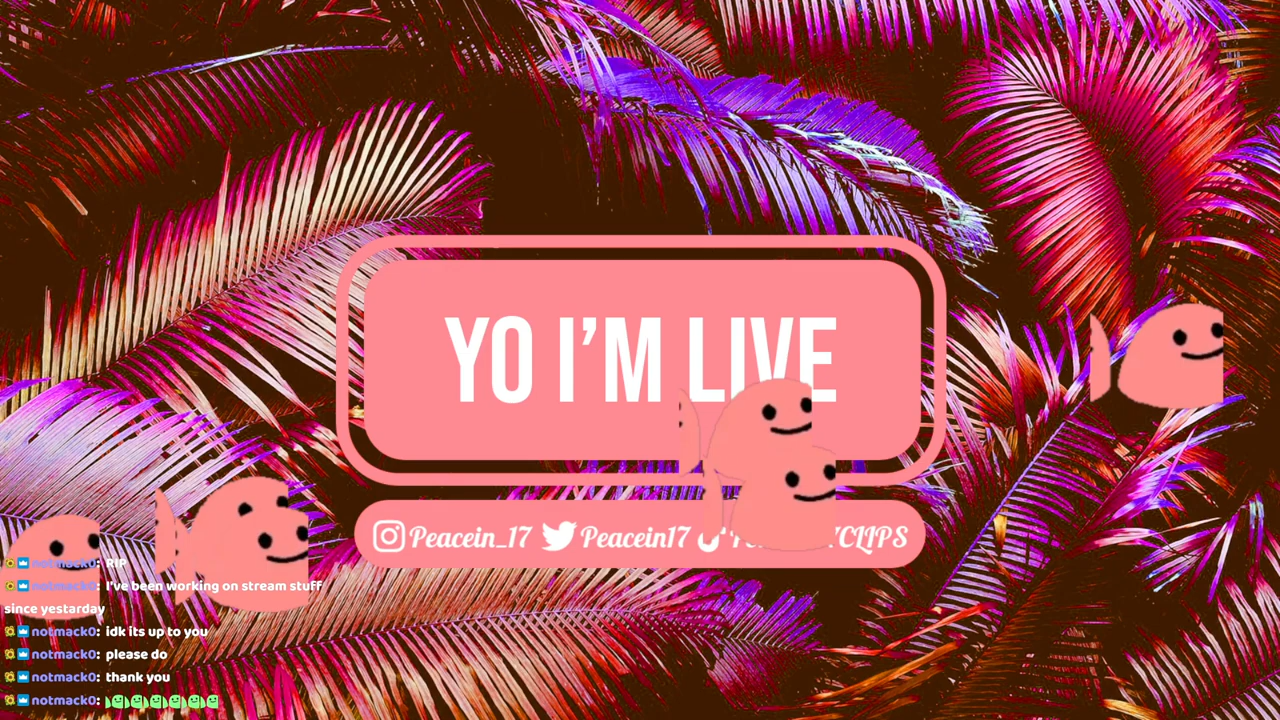 YO I’M LIVE
Peacein_17 Peacein17
notmack0: RIP
notmack0: I've been working on stream stuff
since yestarday
notmack0: idk its up to you
notmack0: please do
notmack0: thank you
notmack0: